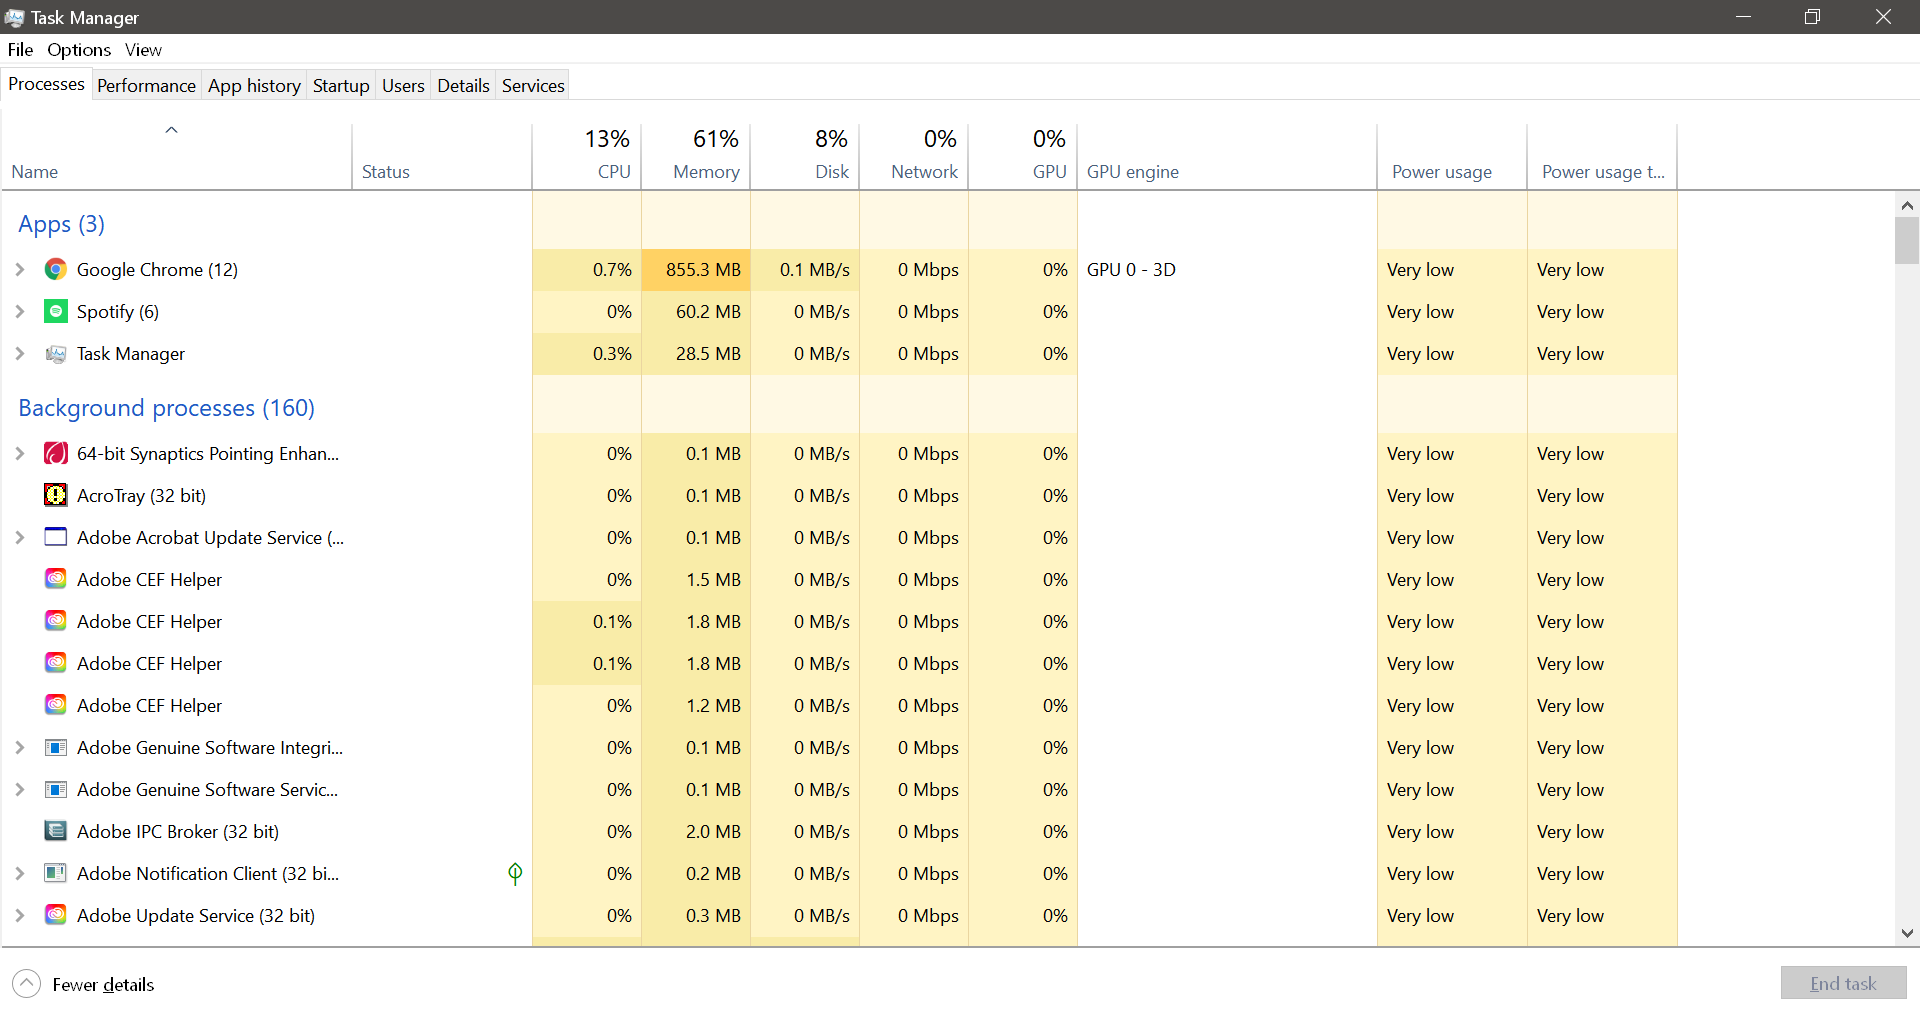 Task Manager
File Options View
Processes Performance App history Startup Users Details Services
13% 61% 8% 0% 0%
Name Status CPU Memory Disk Network GPU GPU engine Power usage Power usage t...
Apps (3)
Google Chrome (12) 0.7% 855.3 MB 0.1 MB/s 0 Mbps 0% GPU 0 - 3D Very low Very low
Spotify (6) 0% 60.2 MB 0 MB/s 0 Mbps 0% Very low Very low
Task Manager 0.3% 28.5 MB 0 MB/s 0 Mbps 0% Very low Very low
Background processes (160)
64-bit Synaptics Pointing Enhan... 0% 0.1 MB 0 MB/s 0 Mbps 0% Very low Very low
AcroTray (32 bit) 0% 0.1 MB 0 MB/s 0 Mbps 0% Very low Very low
Adobe Acrobat Update Service (... 0% 0.1 MB 0 MB/s 0 Mbps 0% Very low Very low
Adobe CEF Helper 0% 1.5 MB 0 MB/s 0 Mbps 0% Very low Very low
Adobe CEF Helper 0.1% 1.8 MB 0 MB/s 0 Mbps 0% Very low Very low
Adobe CEF Helper 0.1% 1.8 MB 0 MB/s 0 Mbps 0% Very low Very low
Adobe CEF Helper 0% 1.2 MB 0 MB/s 0 Mbps 0% Very low Very low
Adobe Genuine Software Integri... 0% 0.1 MB 0 MB/s 0 Mbps 0% Very low Very low
Adobe Genuine Software Servic... 0% 0.1 MB 0 MB/s 0 Mbps 0% Very low Very low
Adobe IPC Broker (32 bit) 0% 2.0 MB 0 MB/s 0 Mbps 0% Very low Very low
Adobe Notification Client (32 bi... 0% 0.2 MB 0 MB/s 0 Mbps 0% Very low Very low
Adobe Update Service (32 bit) 0% 0.3 MB 0 MB/s 0 Mbps 0% Very low Very low
Fewer details End task